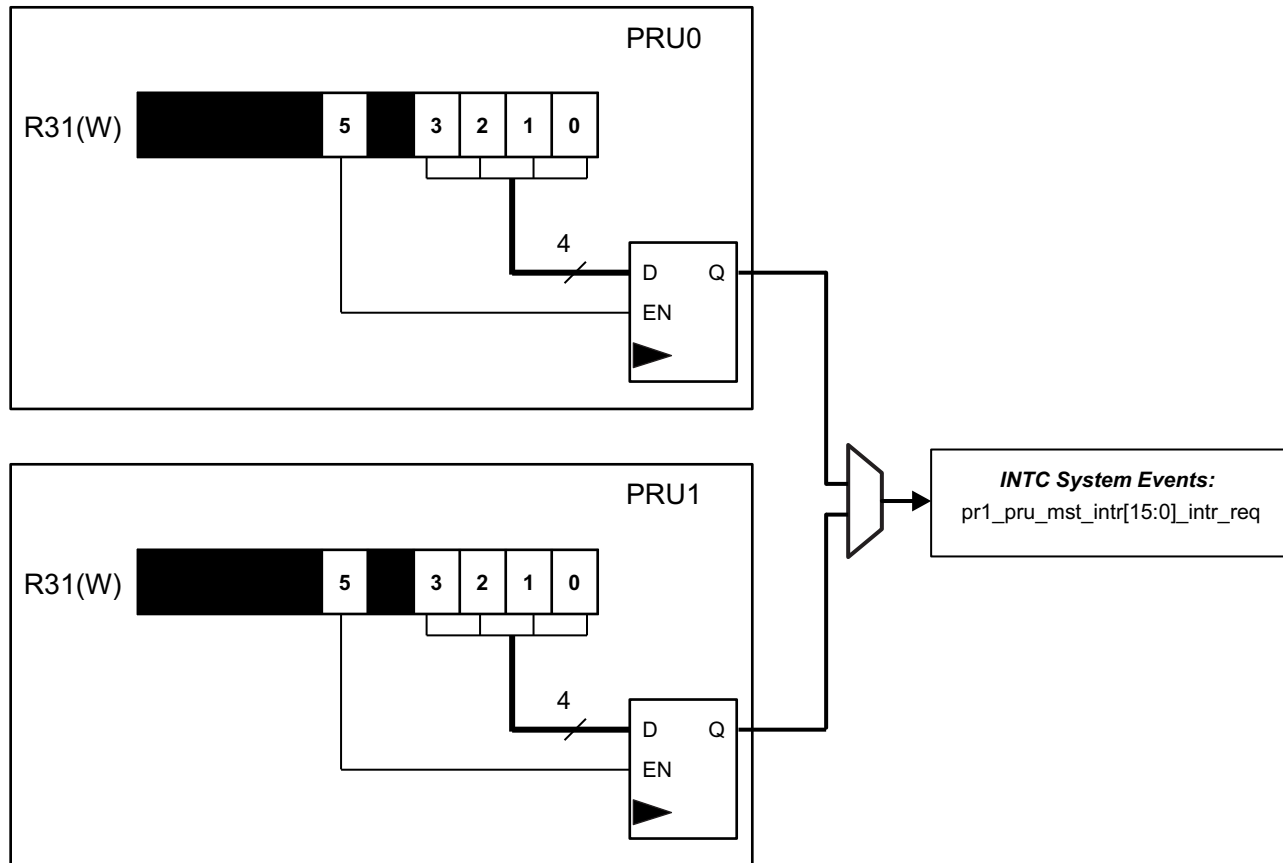 PRU0
R31(W)
5 3 2 1 0
4
D Q
EN
PRU1
R31(W)
5 3 2 1 0
4
D Q
EN
INTC System Events:
pr1_pru_mst_intr[15:0]_intr_req